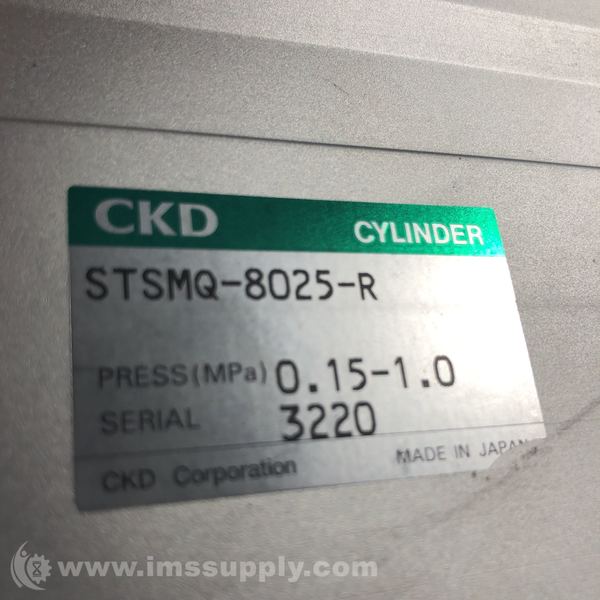 CKD CYLINDER
STSMQ-8025-R
PRESS(MPa) 0.15-1.0
SERIAL 3220
CKD Corporation MADE IN JAPAN
www.imssupply.com